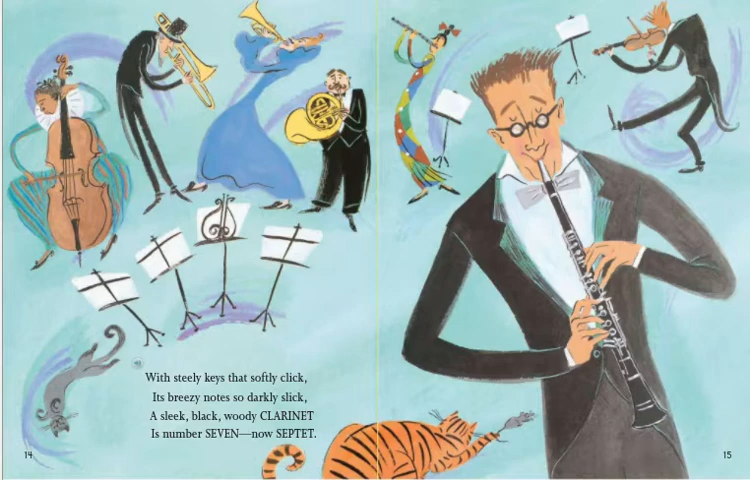 With steely keys that softly click,
Its breezy notes so darkly slick,
A sleek, black, woody CLARINET
Is number SEVEN—now SEPTET.
14
15